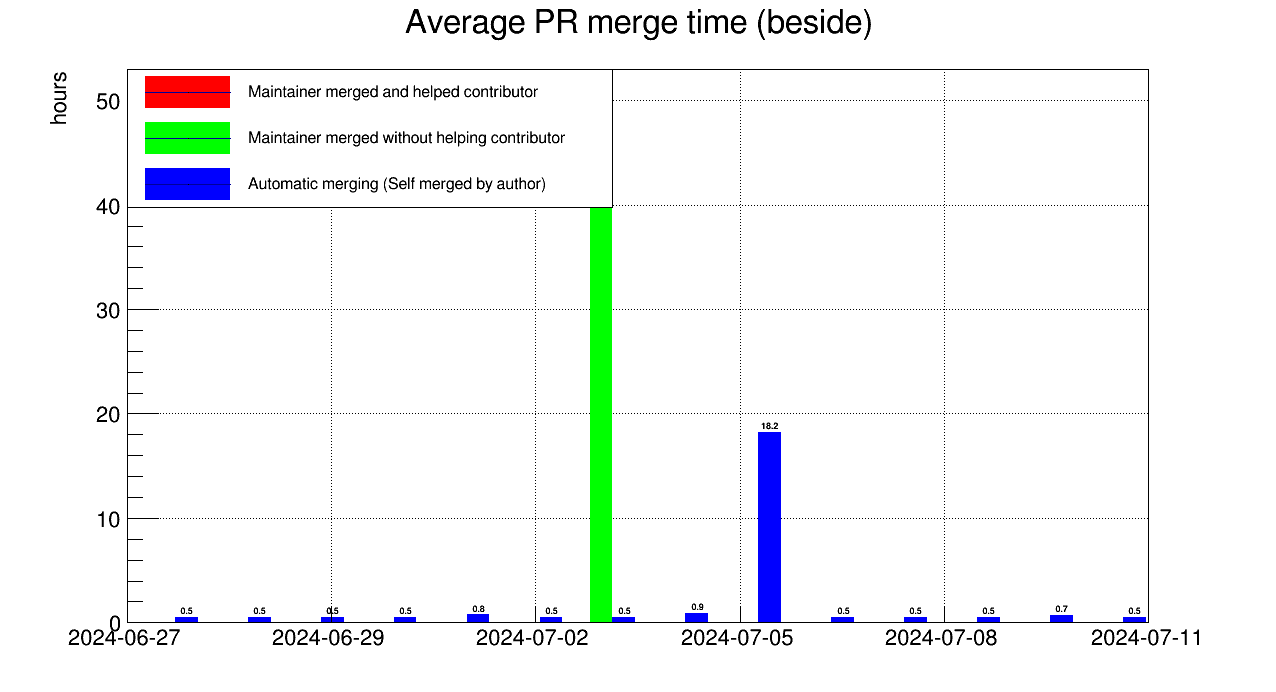 Average PR merge time (beside)
hours
Maintainer merged and helped contributor
Maintainer merged without helping contributor
Automatic merging (Self merged by author)
50
40
30
20
10
0
18.2
0.5 0.5 0.5 0.5 0.8 0.5 0.5 0.9 0.5 0.5 0.5 0.7 0.5
2024-06-27 2024-06-29 2024-07-02 2024-07-05 2024-07-08 2024-07-11